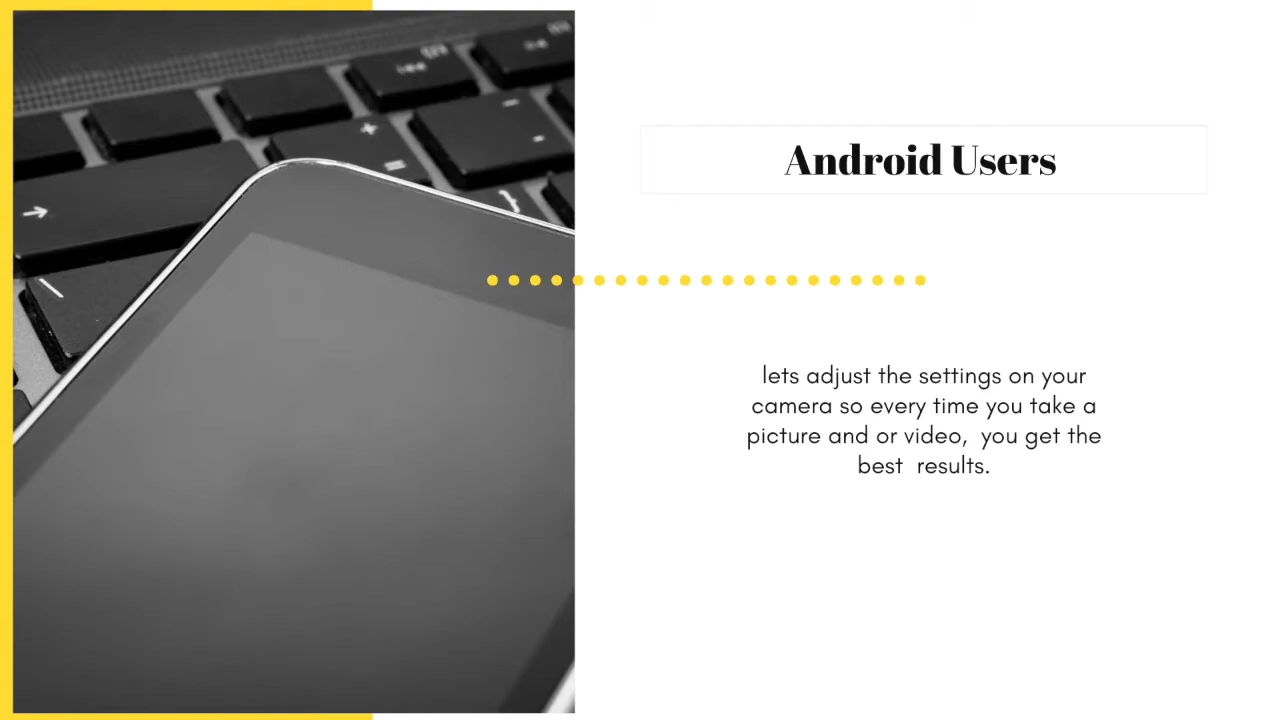 Android Users
lets adjust the settings on your
camera so every time you take a
picture and or video,  you get the
best  results.
+
=
-
-
}
\